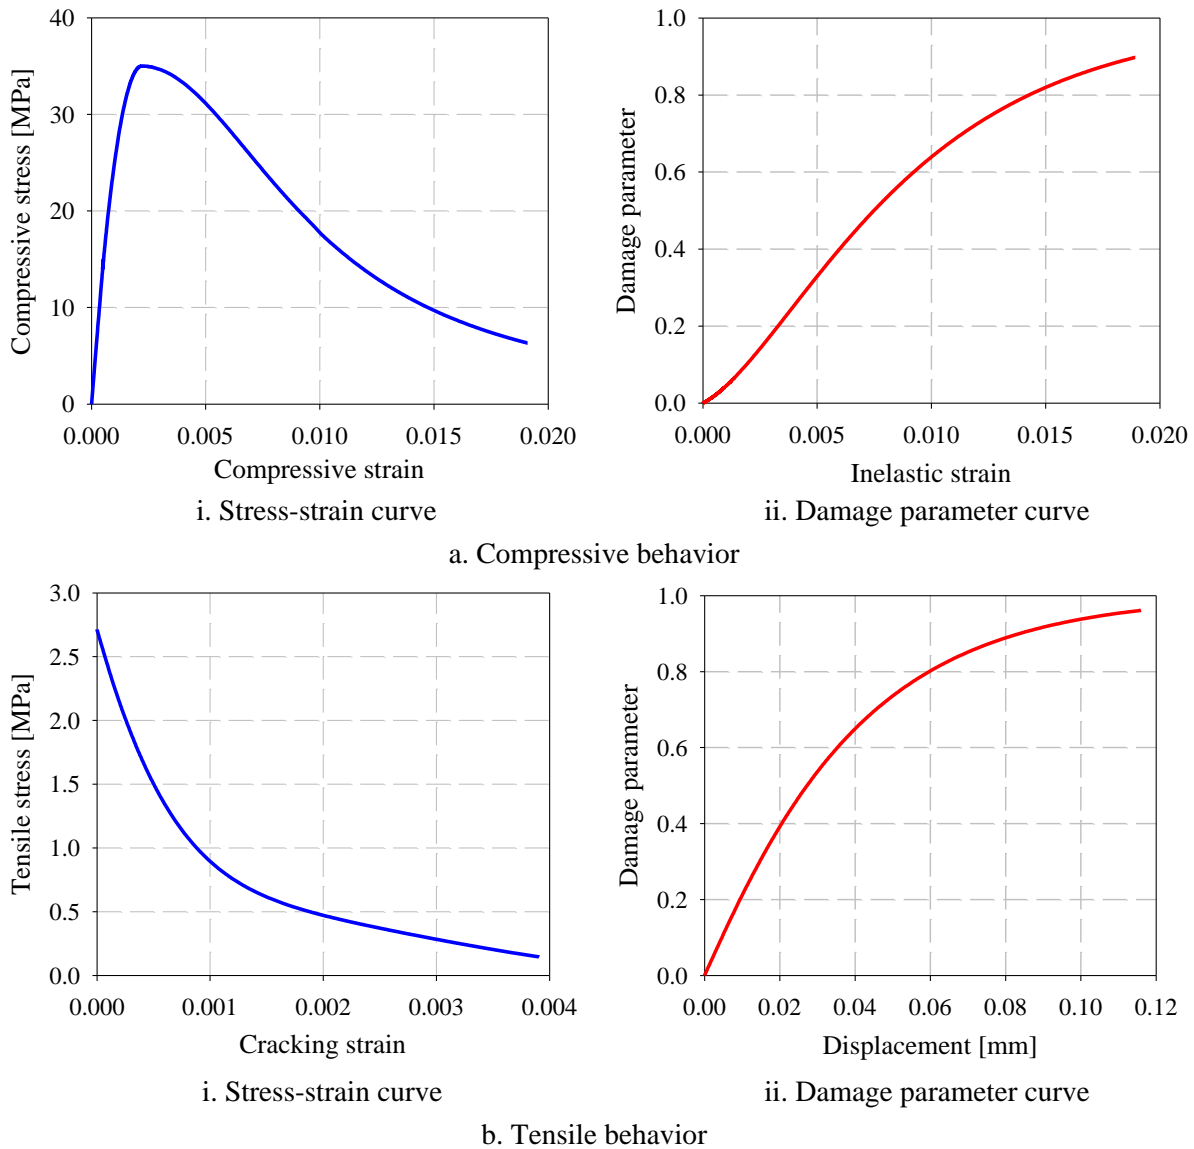 Compressive stress [MPa]
40
30
20
10
0
0.000 0.005 0.010 0.015 0.020
Compressive strain
i. Stress-strain curve
Damage parameter
1.0
0.8
0.6
0.4
0.2
0.0
0.000 0.005 0.010 0.015 0.020
Inelastic strain
ii. Damage parameter curve
a. Compressive behavior
Tensile stress [MPa]
3.0
2.5
2.0
1.5
1.0
0.5
0.0
0.000 0.001 0.002 0.003 0.004
Cracking strain
i. Stress-strain curve
Damage parameter
1.0
0.8
0.6
0.4
0.2
0.0
0.00 0.02 0.04 0.06 0.08 0.10 0.12
Displacement [mm]
ii. Damage parameter curve
b. Tensile behavior